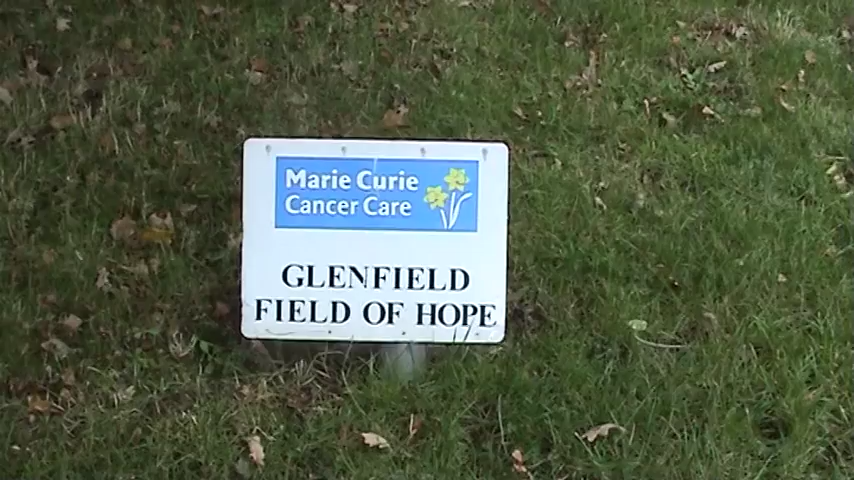 Marie Curie
Cancer Care
GLENFIELD
FIELD OF HOPE